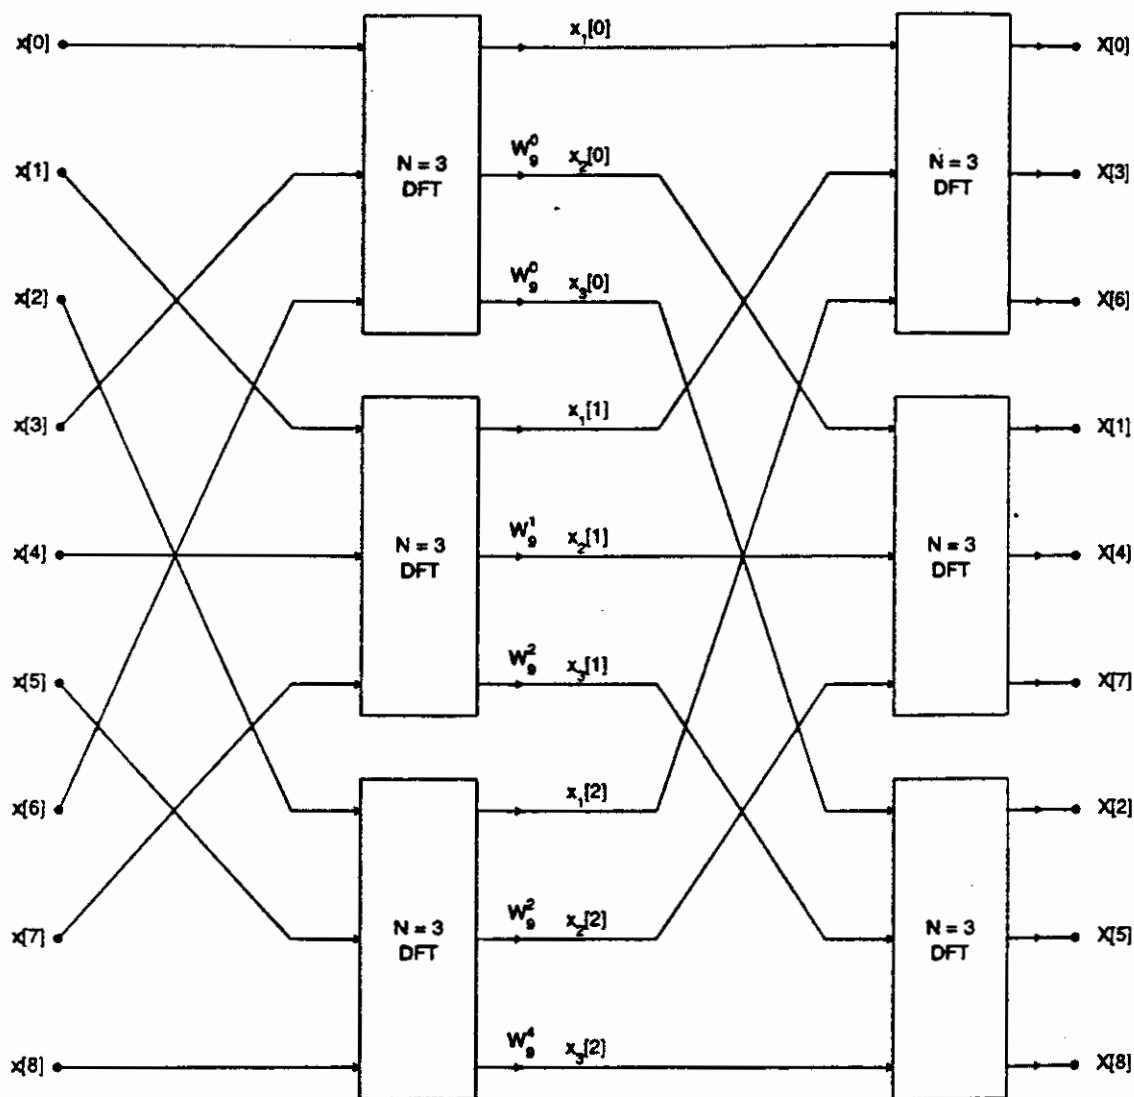 x[0] x₁[0] X[0]
W₉⁰ x₂[0]
x[1] N = 3 DFT N = 3 DFT X[3]
x[2] W₉⁰ x₃[0] X[6]
x[3] x₁[1] X[1]
W₉¹ x₂[1]
x[4] N = 3 DFT N = 3 DFT X[4]
x[5] W₉² x₃[1] X[7]
x[6] x₁[2] X[2]
W₉² x₂[2]
x[7] N = 3 DFT N = 3 DFT X[5]
x[8] W₉⁴ x₃[2] X[8]